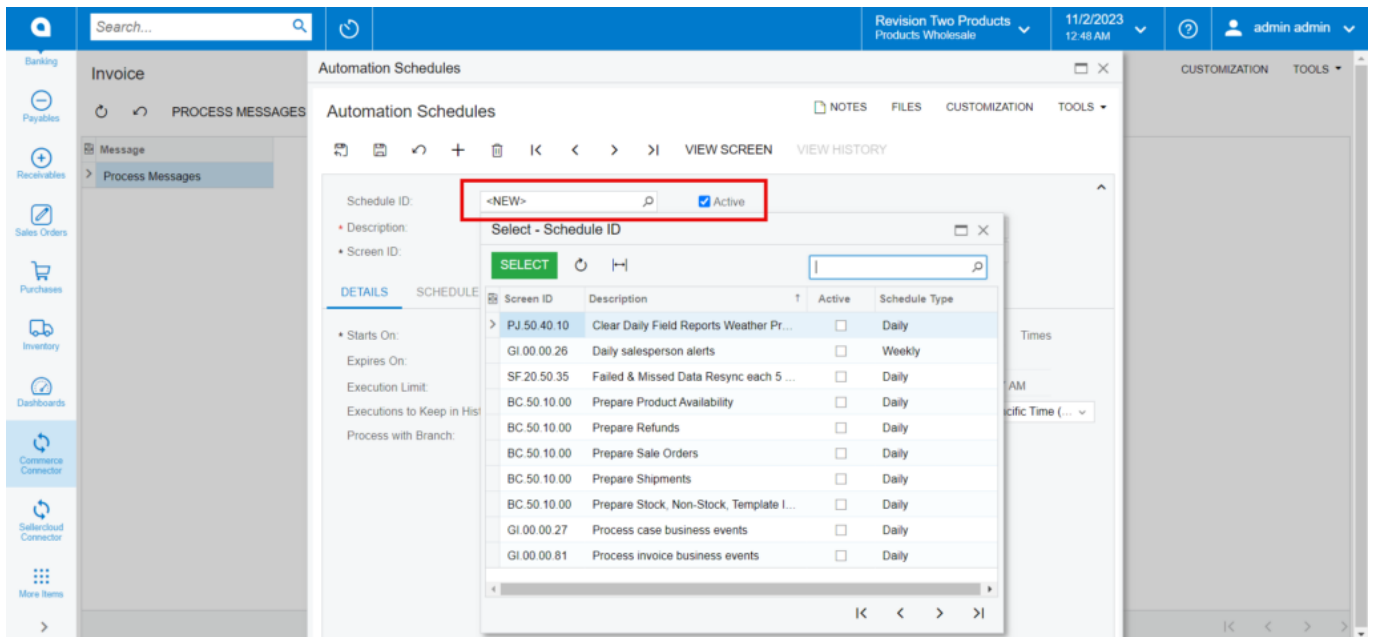 Search...
Revision Two Products
Products Wholesale
11/2/2023
12:48 AM
admin admin
Banking
Payables
Receivables
Sales Orders
Purchases
Inventory
Dashboards
Commerce
Connector
Sellercloud
Connector
More Items
Invoice
PROCESS MESSAGES
Message
Process Messages
CUSTOMIZATION TOOLS
Automation Schedules
Automation Schedules
NOTES FILES CUSTOMIZATION TOOLS
VIEW SCREEN VIEW HISTORY
Schedule ID: <NEW> Active
* Description:
* Screen ID:
DETAILS SCHEDULE
* Starts On:
Expires On:
Execution Limit:
Executions to Keep in Hist
Process with Branch:
Times
AM
cific Time (...
Select - Schedule ID
SELECT
Screen ID Description Active Schedule Type
PJ.50.40.10 Clear Daily Field Reports Weather Pr... Daily
GI.00.00.26 Daily salesperson alerts Weekly
SF.20.50.35 Failed & Missed Data Resync each 5 ... Daily
BC.50.10.00 Prepare Product Availability Daily
BC.50.10.00 Prepare Refunds Daily
BC.50.10.00 Prepare Sale Orders Daily
BC.50.10.00 Prepare Shipments Daily
BC.50.10.00 Prepare Stock, Non-Stock, Template I... Daily
GI.00.00.27 Process case business events Daily
GI.00.00.81 Process invoice business events Daily